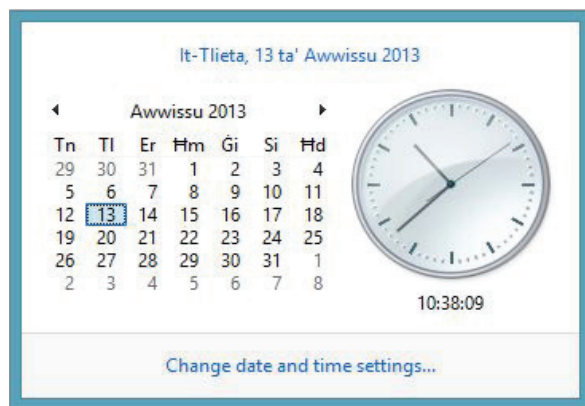 It-Tlieta, 13 ta' Awwissu 2013
Awwissu 2013
Tn Tl Er Ħm Ġi Si Ħd
29 30 31 1 2 3 4
5 6 7 8 9 10 11
12 13 14 15 16 17 18
19 20 21 22 23 24 25
26 27 28 29 30 31 1
2 3 4 5 6 7 8
10:38:09
Change date and time settings...